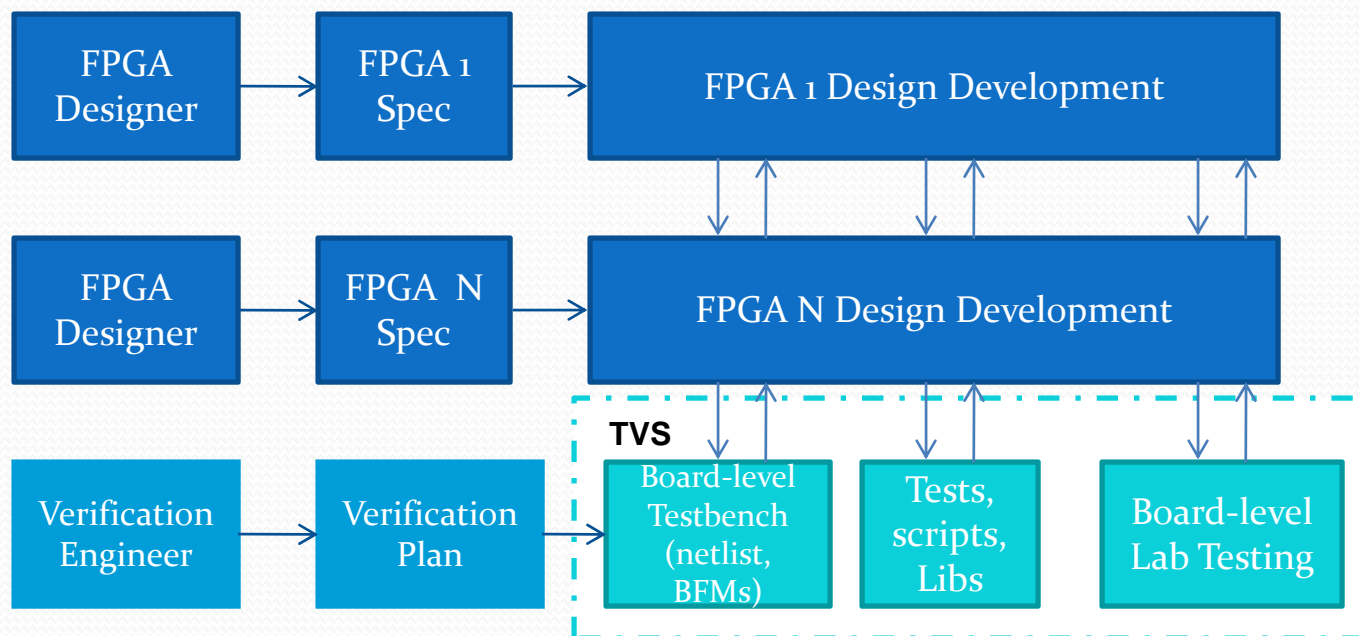 FPGA
Designer
FPGA 1
Spec
FPGA 1 Design Development
FPGA
Designer
FPGA N
Spec
FPGA N Design Development
TVS
Verification
Engineer
Verification
Plan
Board-level
Testbench
(netlist,
BFMs)
Tests,
scripts,
Libs
Board-level
Lab Testing